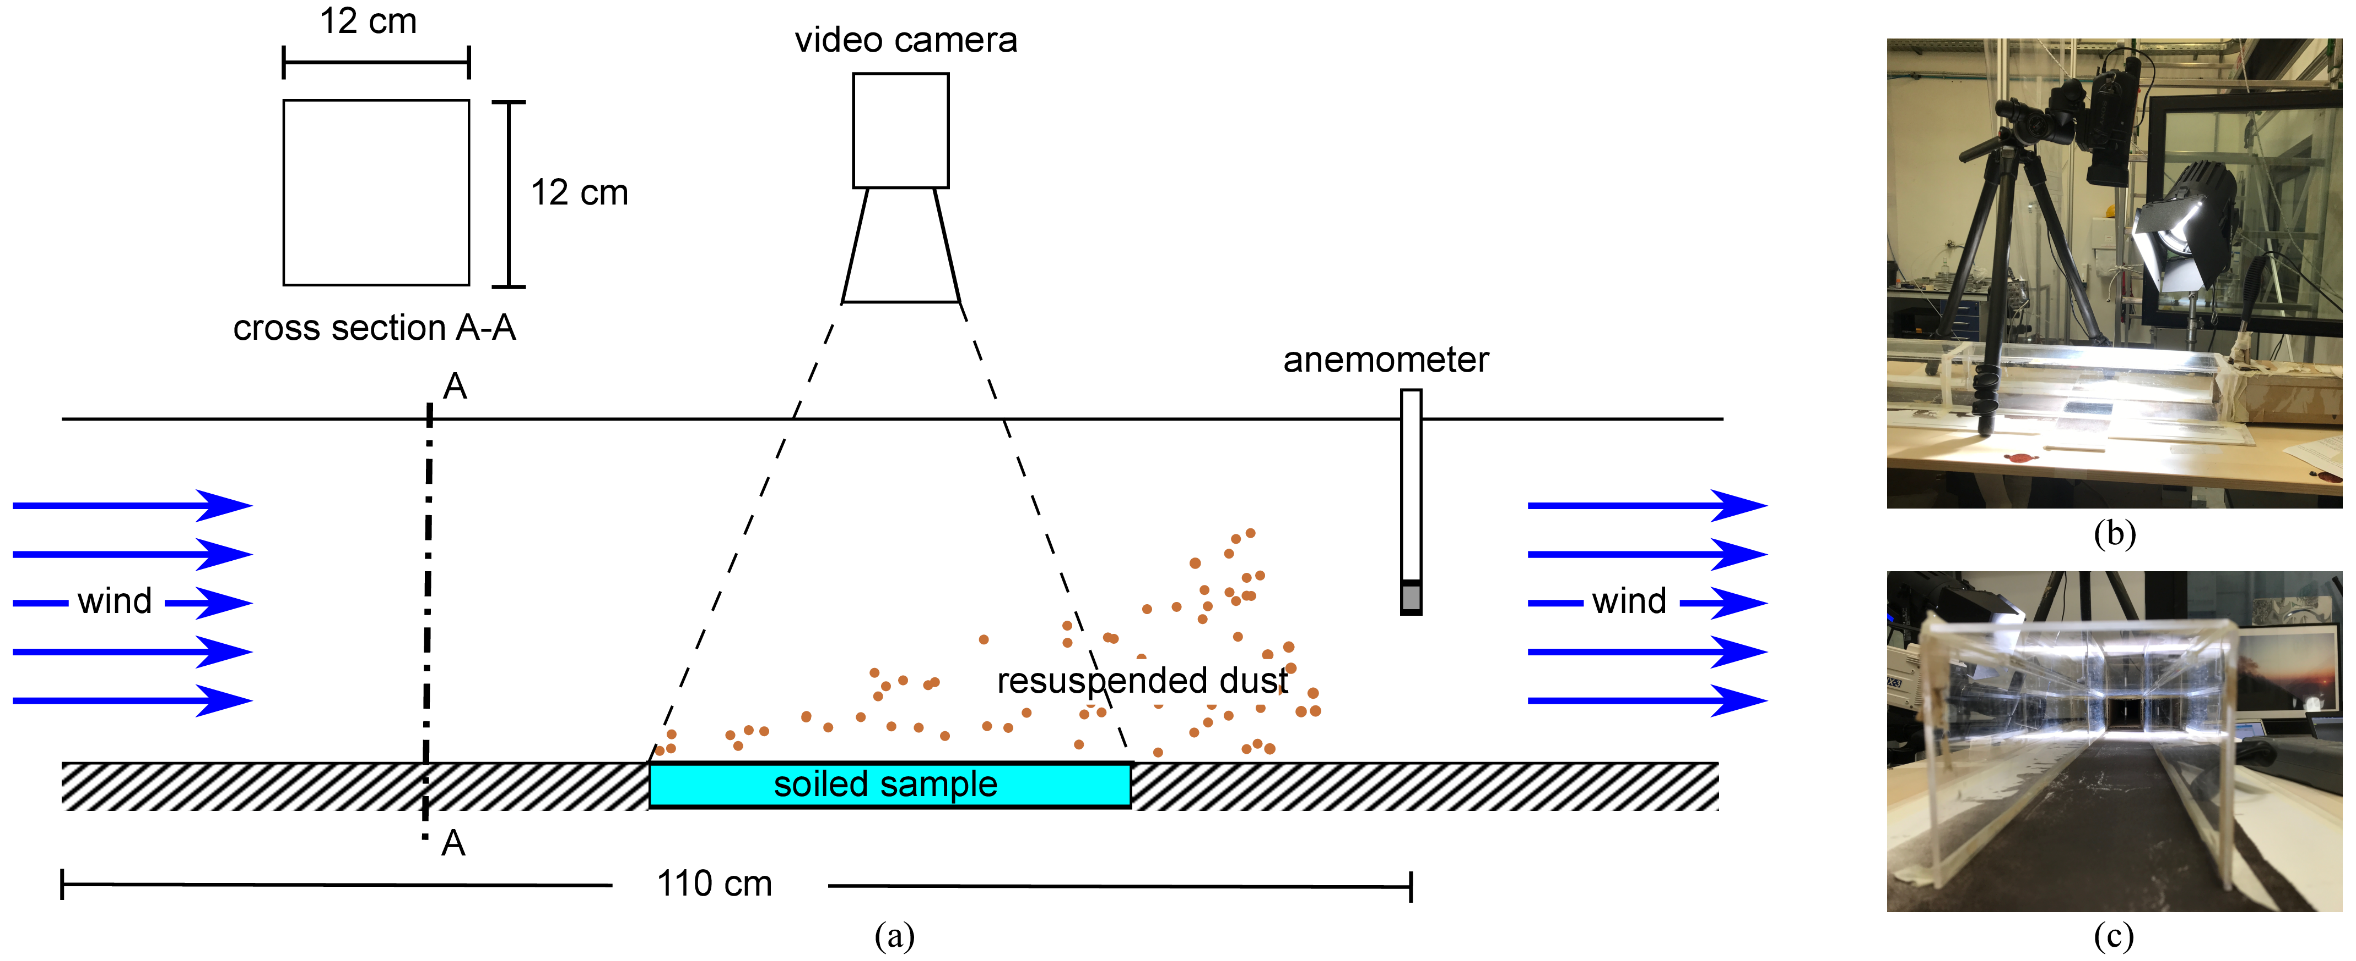 12 cm
12 cm
cross section A-A
video camera
anemometer
A
wind
wind
resuspended dust
soiled sample
A
110 cm
(a)
(b)
(c)